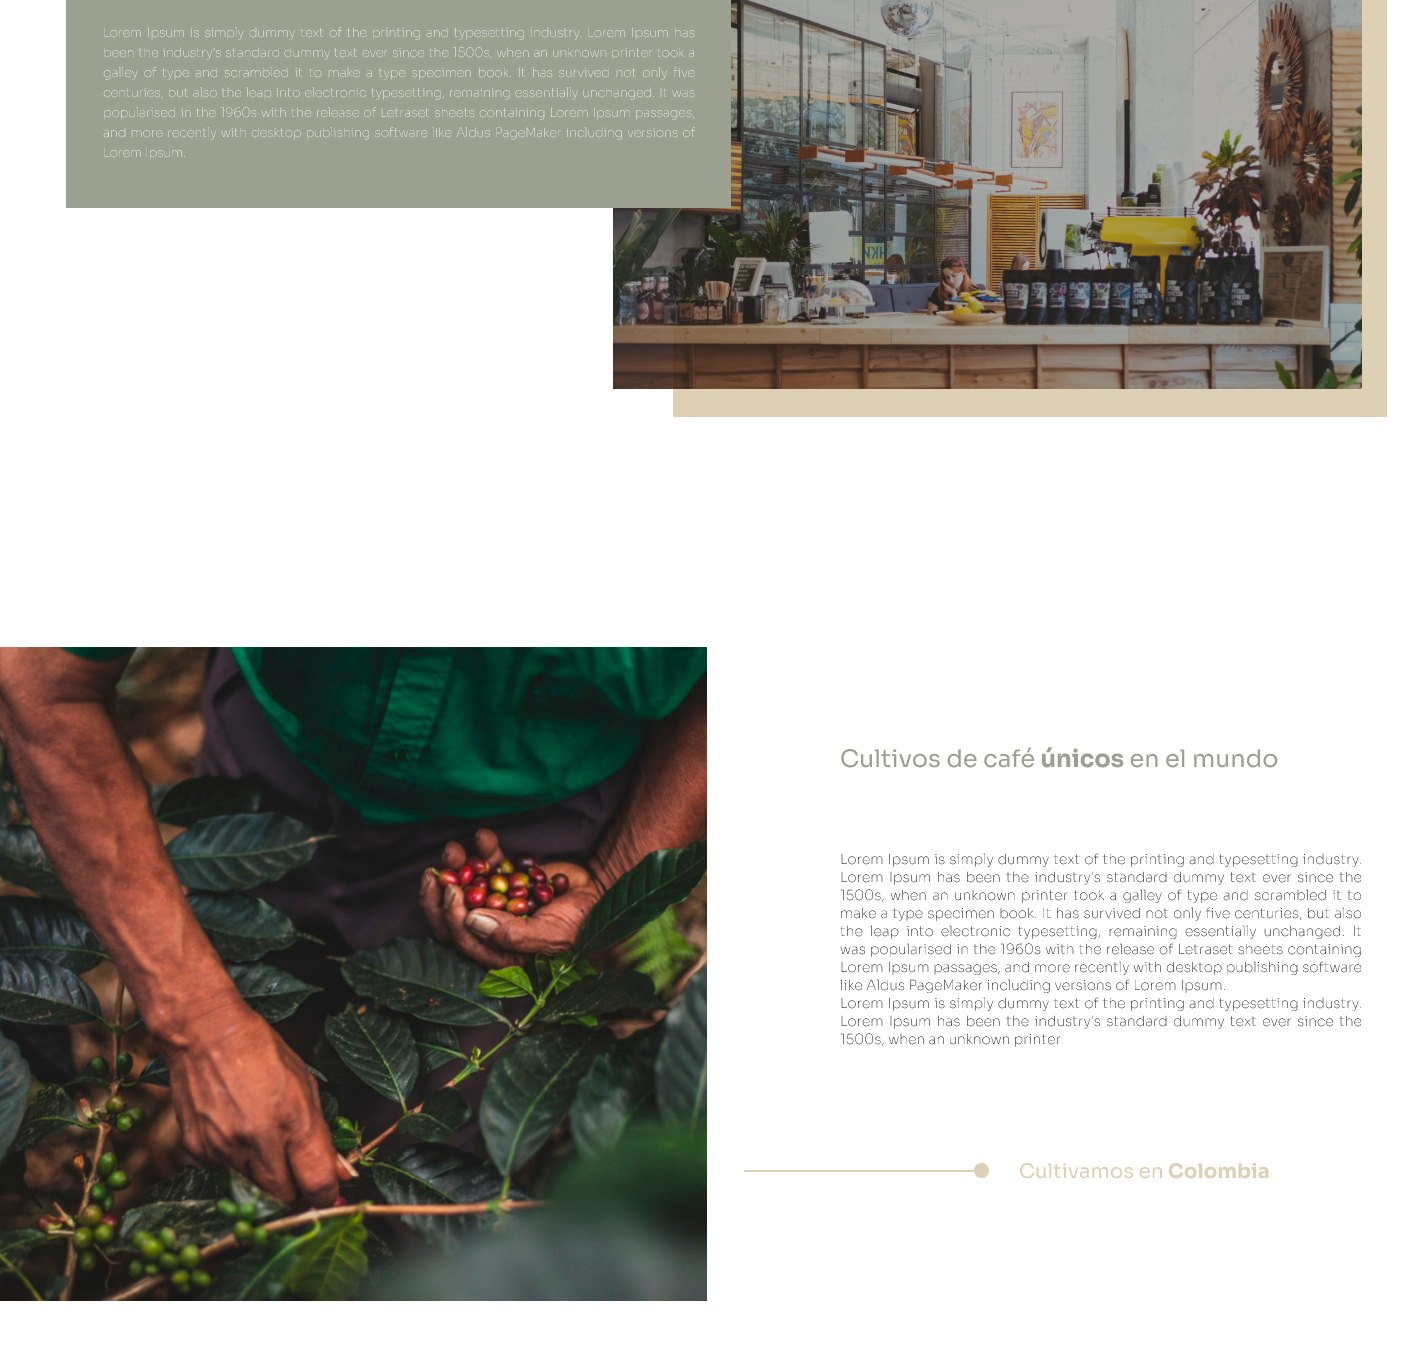 Lorem Ipsum is simply dummy text of the printing and typesetting industry. Lorem Ipsum has
been the industry's standard dummy text ever since the 1500s, when an unknown printer took a
galley of type and scrambled it to make a type specimen book. It has survived not only five
centuries, but also the leap into electronic typesetting, remaining essentially unchanged. It was
popularised in the 1960s with the release of Letraset sheets containing Lorem Ipsum passages,
and more recently with desktop publishing software like Aldus PageMaker including versions of
Lorem Ipsum.
Cultivos de café únicos en el mundo
Lorem Ipsum is simply dummy text of the printing and typesetting industry.
Lorem Ipsum has been the industry's standard dummy text ever since the
1500s, when an unknown printer took a galley of type and scrambled it to
make a type specimen book. It has survived not only five centuries, but also
the leap into electronic typesetting, remaining essentially unchanged. It
was popularised in the 1960s with the release of Letraset sheets containing
Lorem Ipsum passages, and more recently with desktop publishing software
like Aldus PageMaker including versions of Lorem Ipsum.
Lorem Ipsum is simply dummy text of the printing and typesetting industry.
Lorem Ipsum has been the industry's standard dummy text ever since the
1500s, when an unknown printer
Cultivamos en Colombia